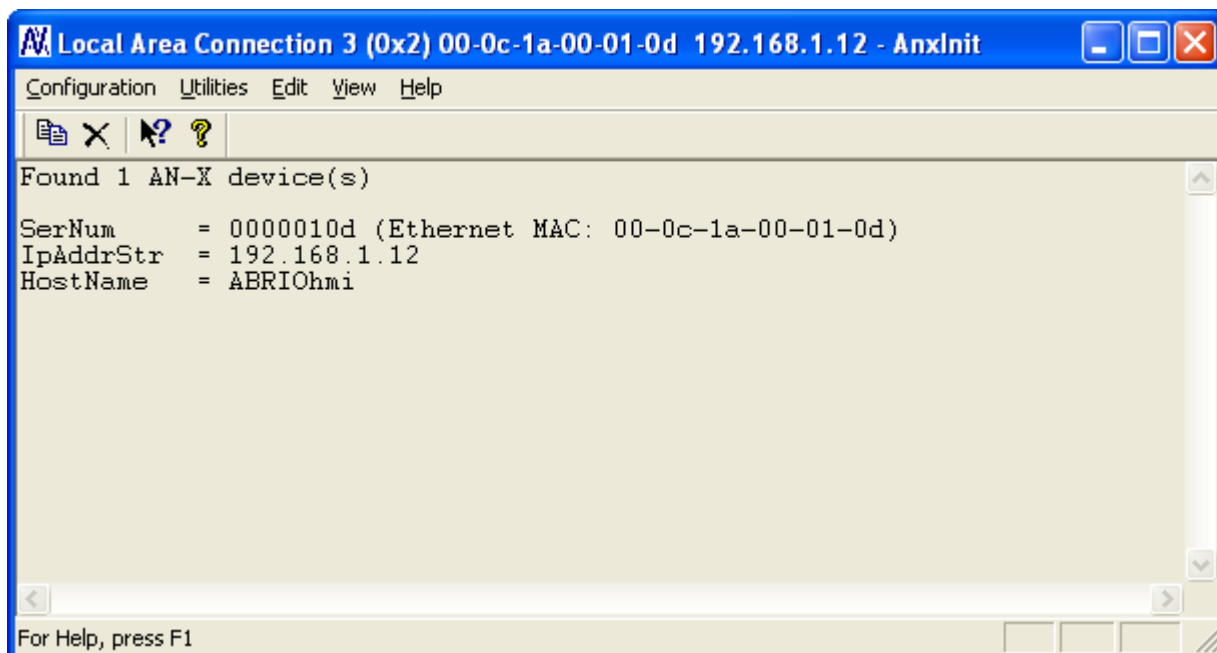 Local Area Connection 3 (0x2) 00-0c-1a-00-01-0d 192.168.1.12 - AnxInit
Configuration Utilities Edit View Help
Found 1 AN-X device(s)
SerNum = 0000010d (Ethernet MAC: 00-0c-1a-00-01-0d)
IpAddrStr = 192.168.1.12
HostName = ABRIOhmi
For Help, press F1